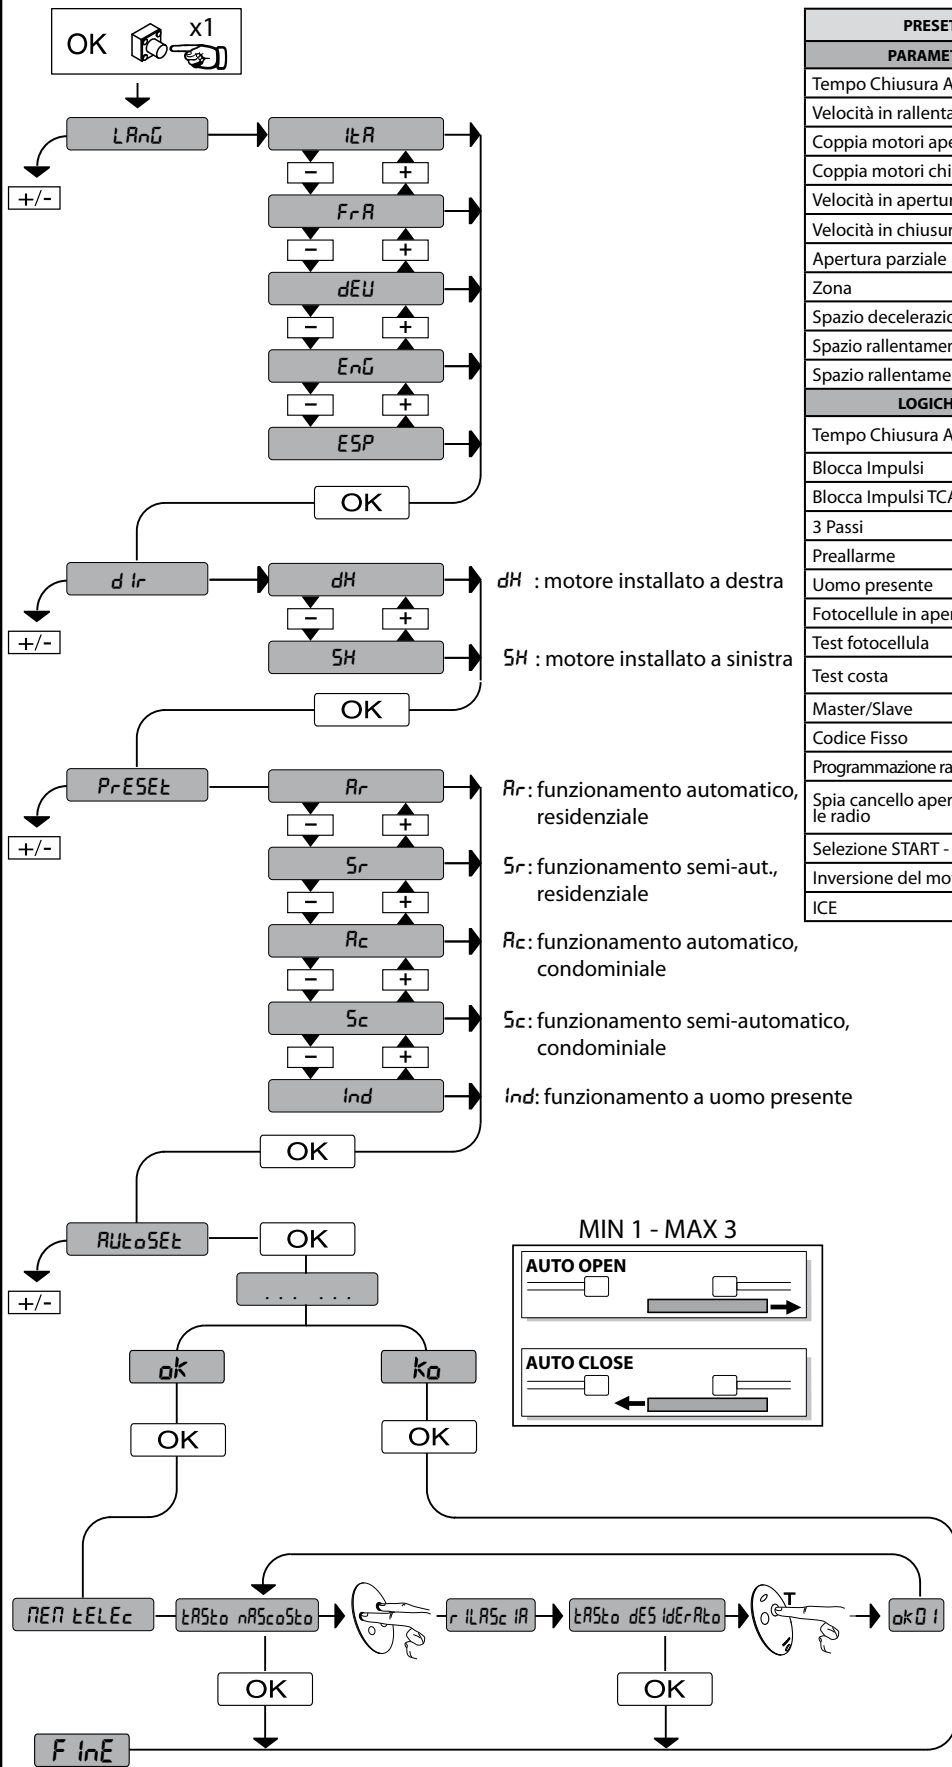 OK x1
LAnG
+/-
ItA
- +
FrA
- +
dEU
- +
EnG
- +
ESP
OK
dIr
+/-
dH
- +
SH
dH : motore installato a destra
SH : motore installato a sinistra
OK
PrESEt
+/-
Ar
- +
Sr
- +
Ac
- +
Sc
- +
Ind
Ar: funzionamento automatico,
residenziale
Sr: funzionamento semi-aut.,
residenziale
Ac: funzionamento automatico,
condominiale
Sc: funzionamento semi-automatico,
condominiale
Ind: funzionamento a uomo presente
OK
AUtoSEt
+/-
OK
... ...
ok
ko
OK
OK
MIN 1 - MAX 3
AUTO OPEN
AUTO CLOSE
MEM tELEc
tASto nAScoSto
rILASc IA
tASto dESIdErAto
T
ok01
OK
OK
FInE
PRESET
PARAMET
Tempo Chiusura A
Velocità in rallenta
Coppia motori ape
Coppia motori chi
Velocità in apertur
Velocità in chiusur
Apertura parziale
Zona
Spazio decelerazio
Spazio rallentamen
Spazio rallentame
LOGICH
Tempo Chiusura A
Blocca Impulsi
Blocca Impulsi TCA
3 Passi
Preallarme
Uomo presente
Fotocellule in aper
Test fotocellula
Test costa
Master/Slave
Codice Fisso
Programmazione ra
Spia cancello aper
le radio
Selezione START -
Inversione del mo
ICE